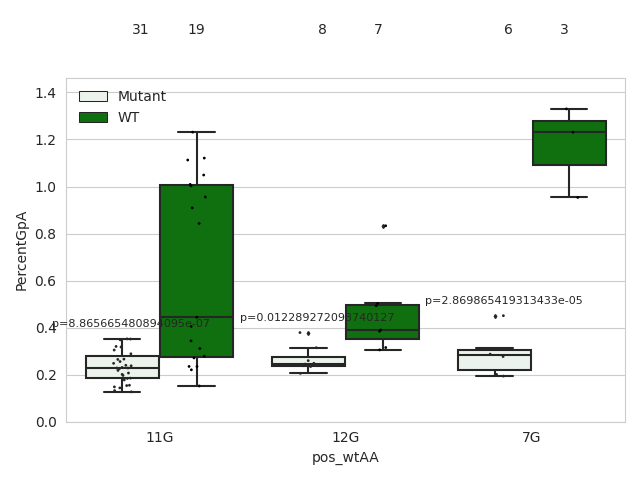 31 19 8 7 6 3
Mutant
WT
1.4
1.2
1.0
0.8
0.6
0.4
0.2
0.0
PercentGpA
p=8.865665480894095e-07
p=0.012289272093740127
p=2.869865419313433e-05
11G 12G 7G
pos_wtAA